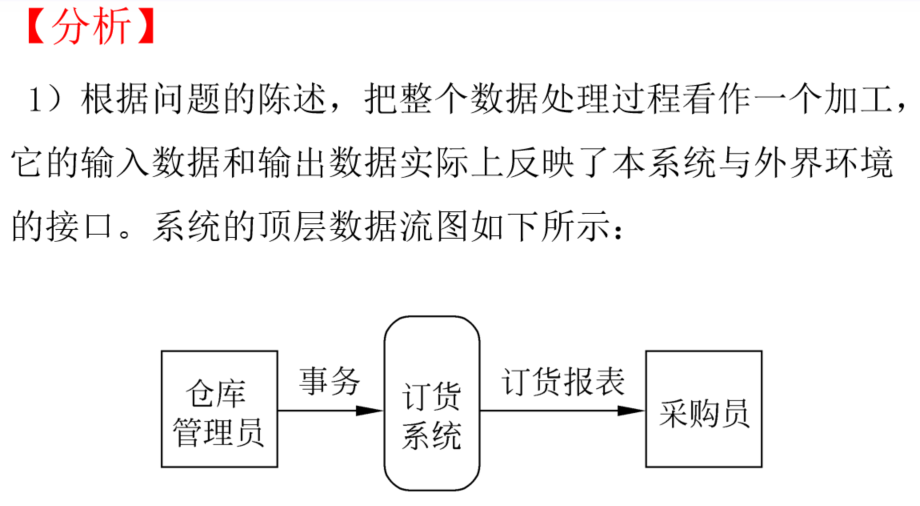 【分析】
1）根据问题的陈述，把整个数据处理过程看作一个加工，
它的输入数据和输出数据实际上反映了本系统与外界环境
的接口。系统的顶层数据流图如下所示：
仓库
管理员
事务
订货
系统
订货报表
采购员